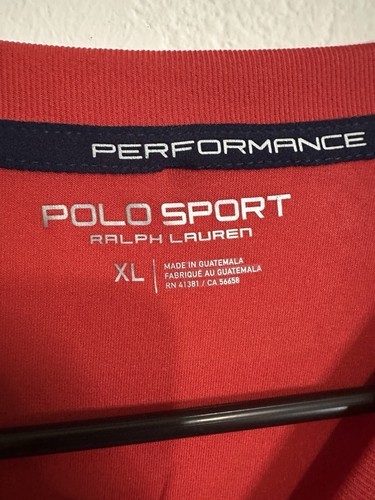 PERFORMANCE
POLO SPORT
RALPH LAUREN
XL
MADE IN GUATEMALA
FABRIQUÉ AU GUATEMALA
RN 41381 / CA 56658